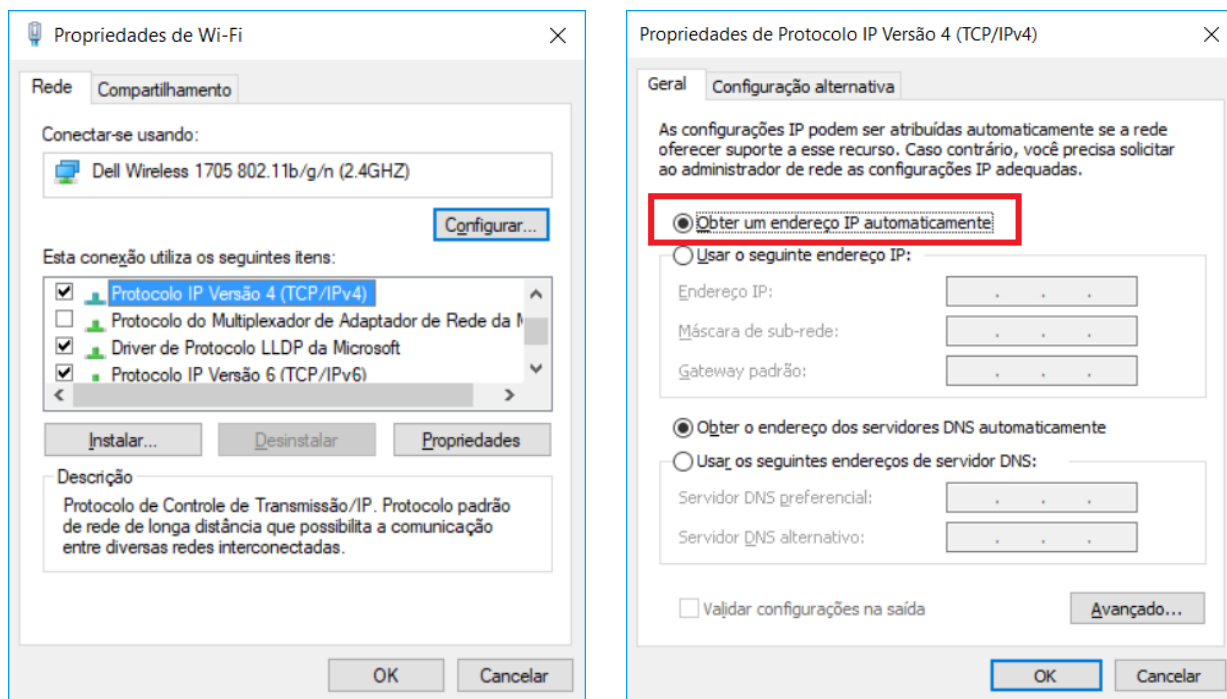 Propriedades de Wi-Fi
Rede
Compartilhamento
Conectar-se usando:
Dell Wireless 1705 802.11b/g/n (2.4GHZ)
Configurar...
Esta conexão utiliza os seguintes itens:
Protocolo IP Versão 4 (TCP/IPv4)
Protocolo do Multiplexador de Adaptador de Rede da
Driver de Protocolo LLDP da Microsoft
Protocolo IP Versão 6 (TCP/IPv6)
Instalar...
Desinstalar
Propriedades
Descrição
Protocolo de Controle de Transmissão/IP. Protocolo padrão
de rede de longa distância que possibilita a comunicação
entre diversas redes interconectadas.
OK
Cancelar
Propriedades de Protocolo IP Versão 4 (TCP/IPv4)
Geral
Configuração alternativa
As configurações IP podem ser atribuídas automaticamente se a rede
oferecer suporte a esse recurso. Caso contrário, você precisa solicitar
ao administrador de rede as configurações IP adequadas.
Obter um endereço IP automaticamente
Usar o seguinte endereço IP:
Endereço IP:
Máscara de sub-rede:
Gateway padrão:
Obter o endereço dos servidores DNS automaticamente
Usar os seguintes endereços de servidor DNS:
Servidor DNS preferencial:
Servidor DNS alternativo:
Validar configurações na saída
Avançado...
OK
Cancelar